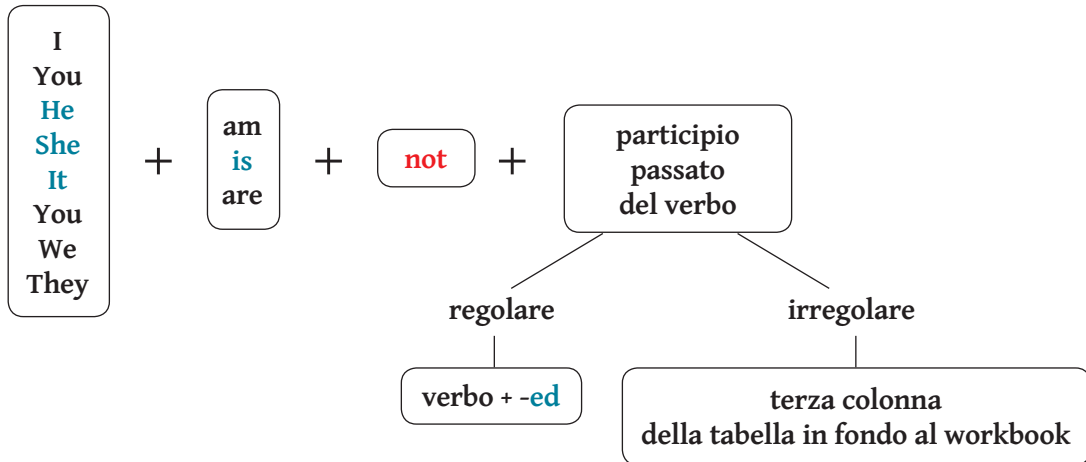 I
You
He
She
It
You
We
They
+
am
is
are
+
not
+
participio
passato
del verbo
regolare
irregolare
verbo + -ed
terza colonna
della tabella in fondo al workbook